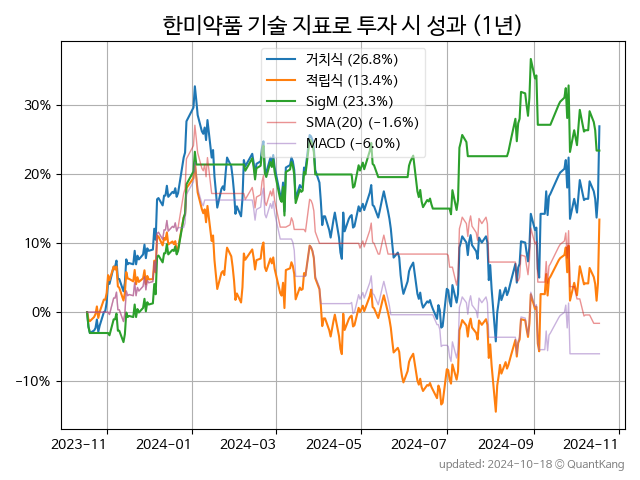 한미약품 기술 지표로 투자 시 성과 (1년)
거치식 (26.8%)
적립식 (13.4%)
SigM (23.3%)
SMA(20) (−1.6%)
MACD (−6.0%)
30%
20%
10%
0%
−10%
2023-11
2024-01
2024-03
2024-05
2024-07
2024-09
2024-11
updated: 2024-10-18 © QuantKang